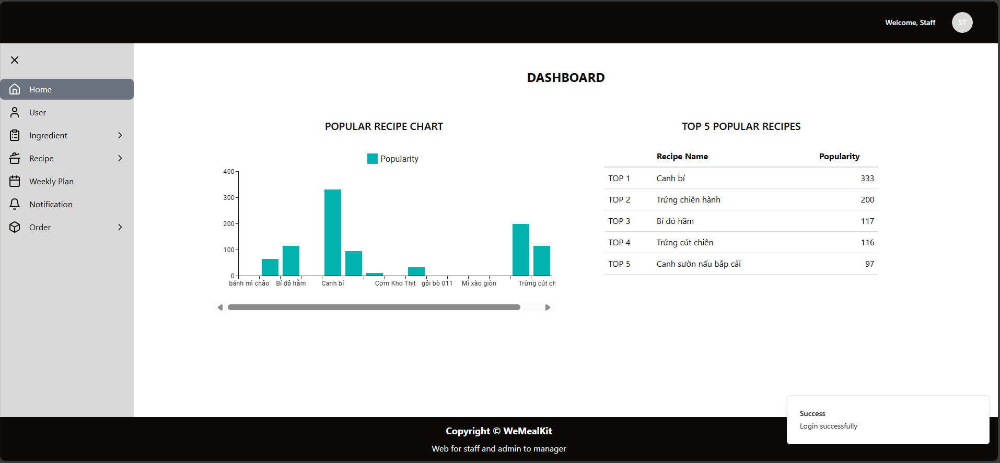 Welcome, Staff
ST
Home
User
Ingredient
Recipe
Weekly Plan
Notification
Order
DASHBOARD
POPULAR RECIPE CHART
Popularity
400
300
200
100
0
bánh mì chảo Bí đỏ hầm Canh bí Cơm Kho Thịt gỏi bò 011 Mì xào giòn Trứng cút ch
TOP 5 POPULAR RECIPES
Recipe Name Popularity
TOP 1 Canh bí 333
TOP 2 Trứng chiên hành 200
TOP 3 Bí đỏ hầm 117
TOP 4 Trứng cút chiên 116
TOP 5 Canh sườn nấu bắp cải 97
Success
Login successfully
Copyright © WeMealKit
Web for staff and admin to manager